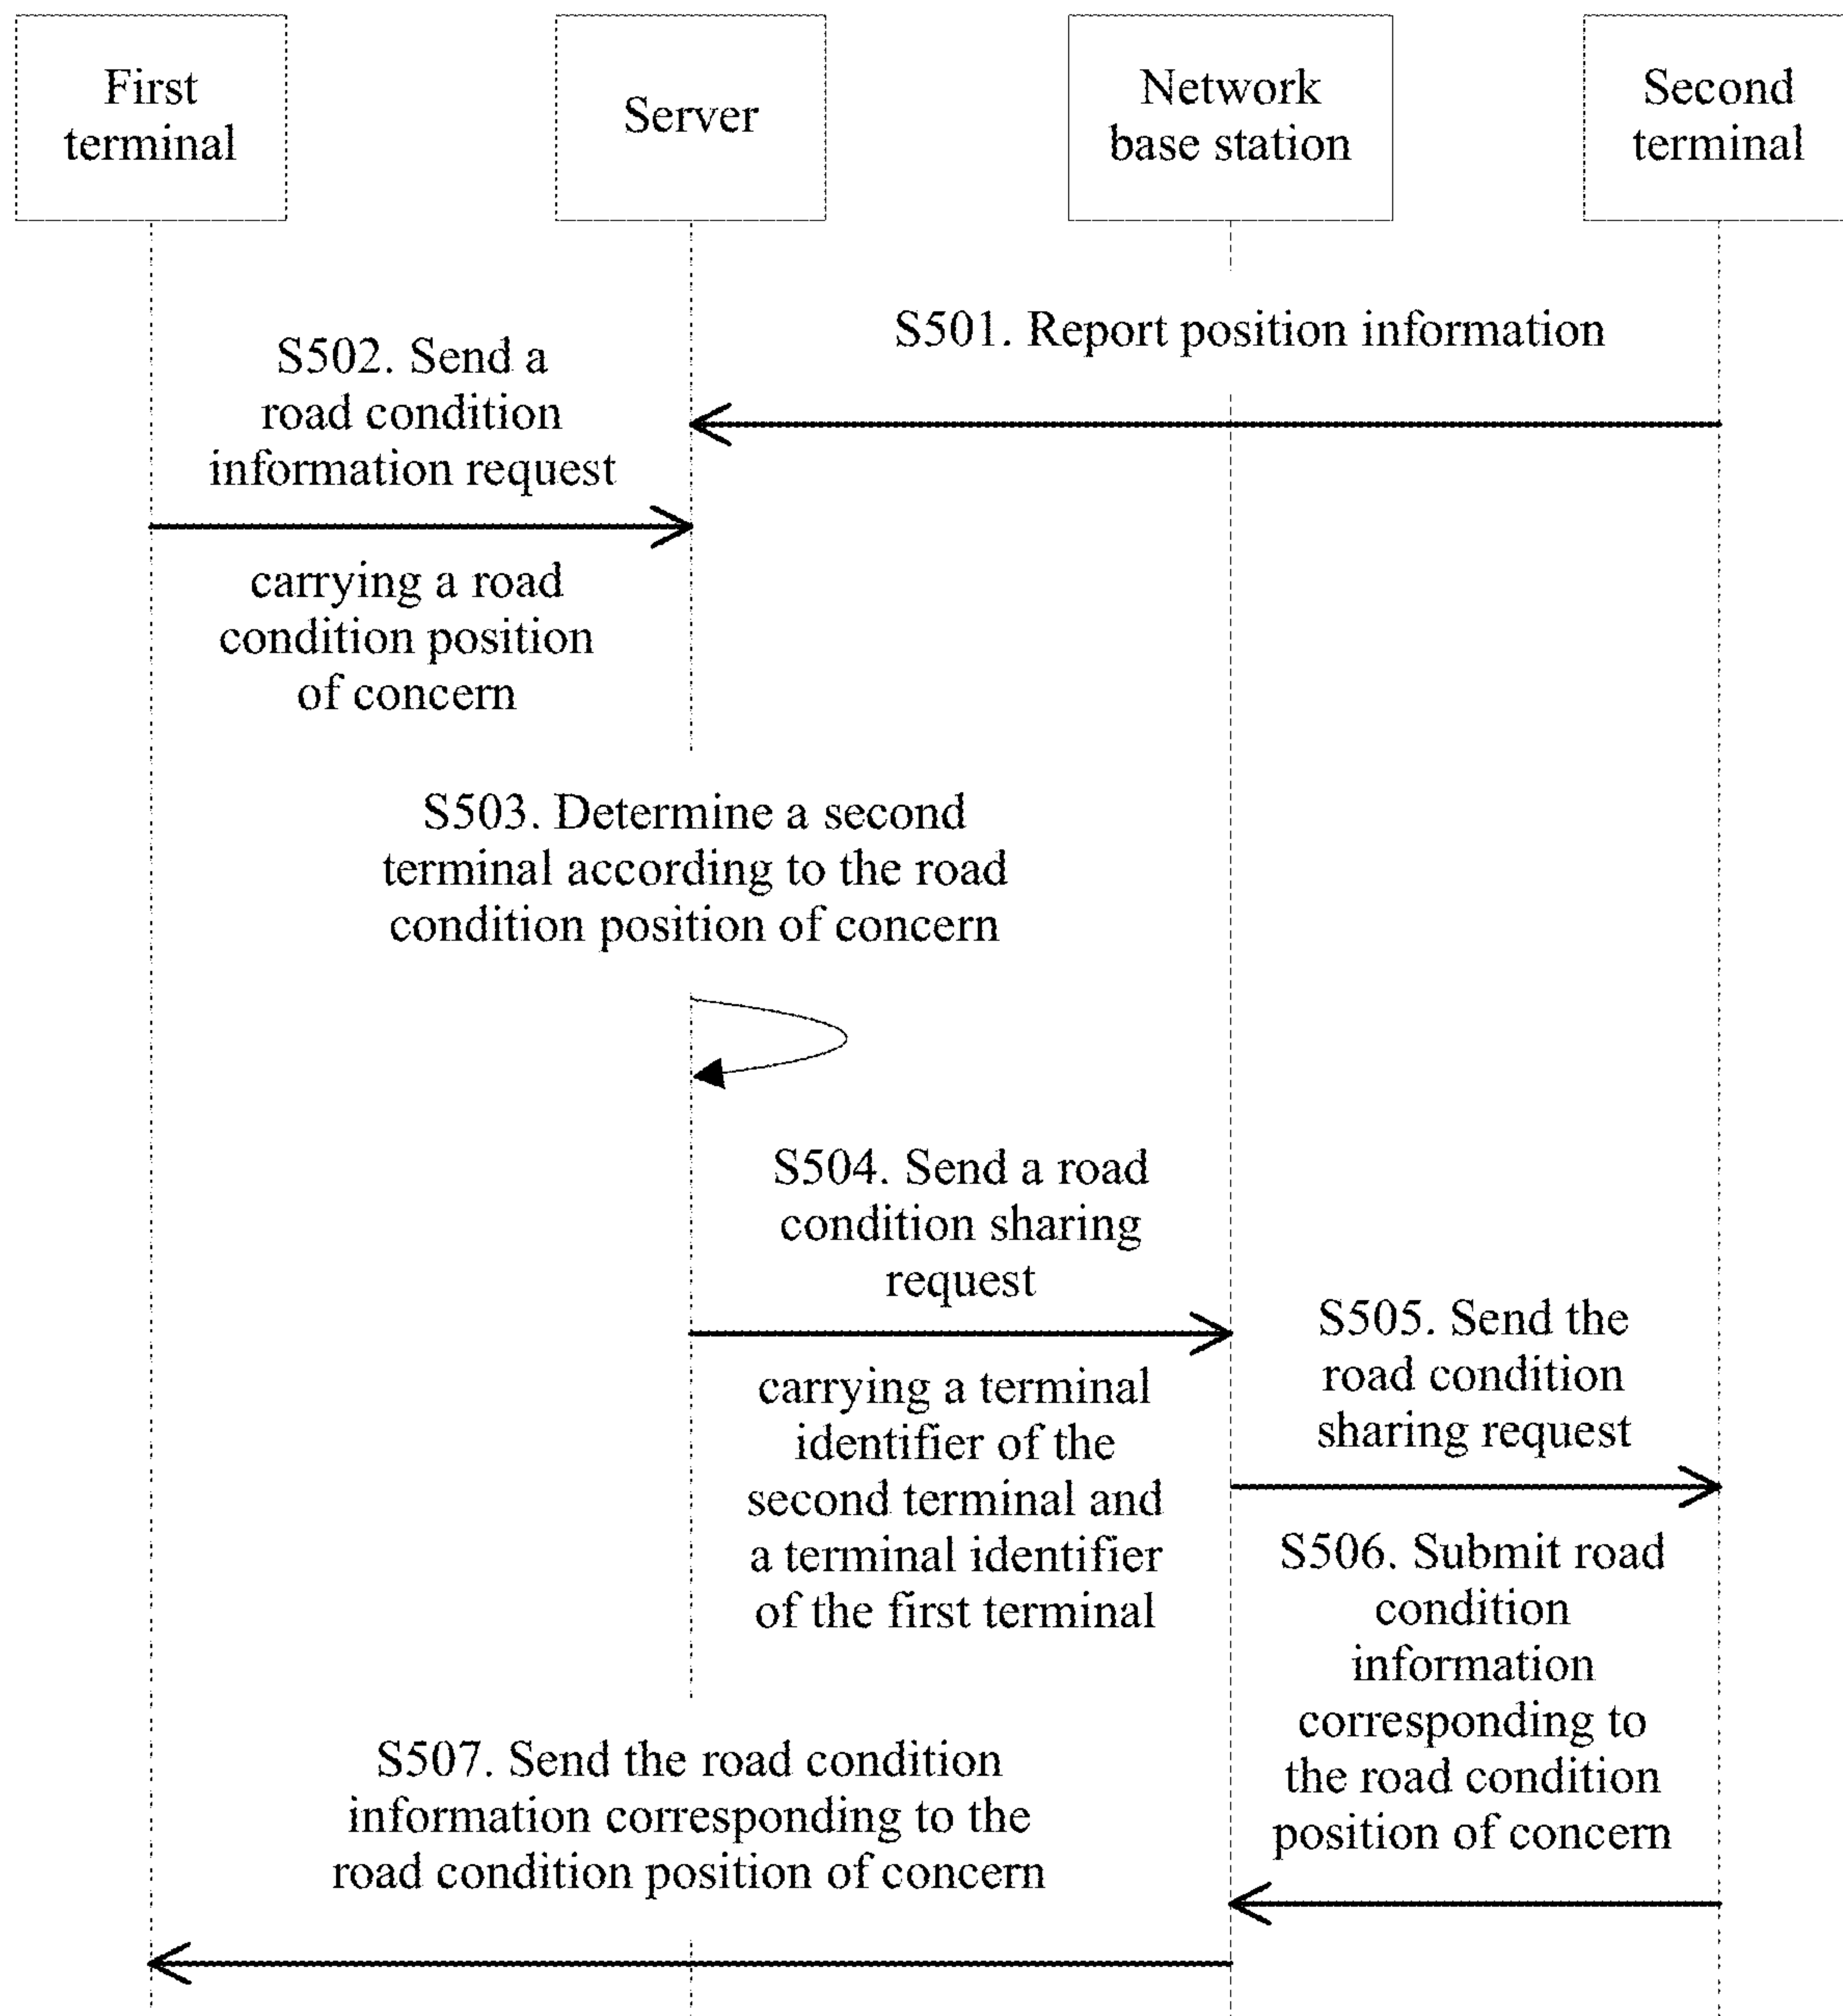 First
terminal
Server
Network
base station
Second
terminal
S501. Report position information
S502. Send a
road condition
information request
carrying a road
condition position
of concern
S503. Determine a second
terminal according to the road
condition position of concern
S504. Send a road
condition sharing
request
carrying a terminal
identifier of the
second terminal and
a terminal identifier
of the first terminal
S505. Send the
road condition
sharing request
S506. Submit road
condition
information
corresponding to
the road condition
position of concern
S507. Send the road condition
information corresponding to the
road condition position of concern